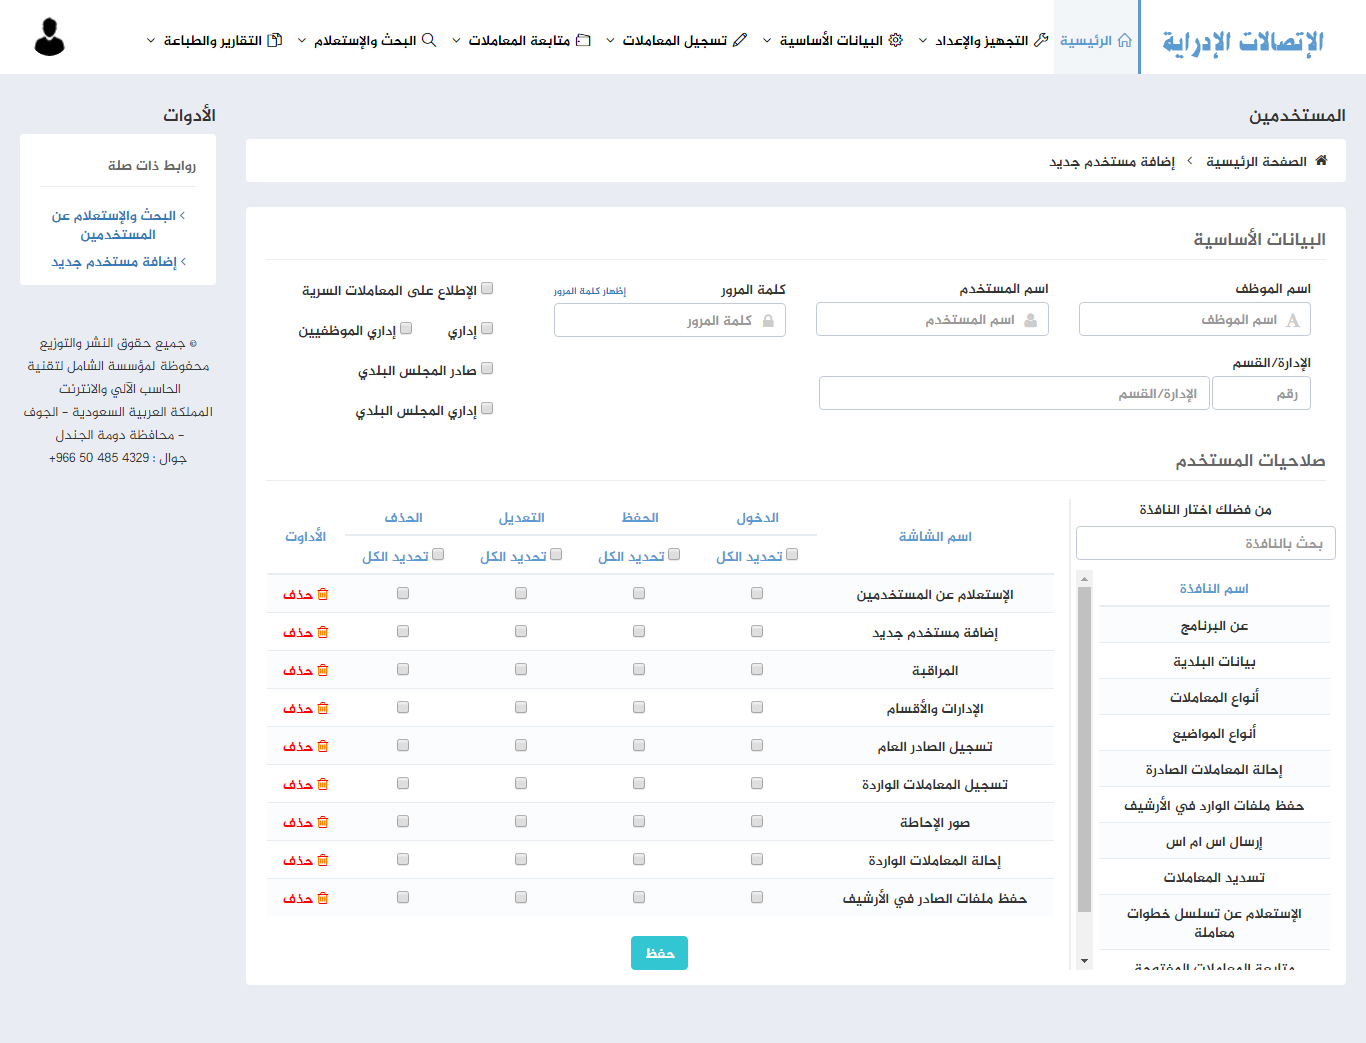 الإتصالات الإدراية
الرئيسية
التجهيز والإعداد
البيانات الأساسية
تسجيل المعاملات
متابعة المعاملات
البحث والإستعلام
التقارير والطباعة
المستخدمين
الصفحة الرئيسية > إضافة مستخدم جديد
البيانات الأساسية
اسم الموظف
اسم الموظف
اسم المستخدم
اسم المستخدم
كلمة المرور
إظهار كلمة المرور
كلمة المرور
الإطلاع على المعاملات السرية
إداري
إداري الموظفيين
صادر المجلس البلدي
إداري المجلس البلدي
الإدارة/القسم
رقم
الإدارة/القسم
صلاحيات المستخدم
من فضلك اختار النافذة
بحث بالنافذة
اسم النافذة
عن البرنامج
بيانات البلدية
أنواع المعاملات
أنواع المواضيع
إحالة المعاملات الصادرة
حفظ ملفات الوارد في الأرشيف
إرسال اس ام اس
تسديد المعاملات
الإستعلام عن تسلسل خطوات
معاملة
متابعة المعاملات المفتوحة
اسم الشاشة
الدخول
الحفظ
التعديل
الحذف
الأداوت
تحديد الكل
تحديد الكل
تحديد الكل
تحديد الكل
الإستعلام عن المستخدمين
حذف
إضافة مستخدم جديد
حذف
المراقبة
حذف
الإدارات والأقسام
حذف
تسجيل الصادر العام
حذف
تسجيل المعاملات الواردة
حذف
صور الإحاطة
حذف
إحالة المعاملات الواردة
حذف
حفظ ملفات الصادر في الأرشيف
حذف
حفظ
الأدوات
روابط ذات صلة
> البحث والإستعلام عن
المستخدمين
> إضافة مستخدم جديد
© جميع حقوق النشر والتوزيع
محفوظة لمؤسسة الشامل لتقنية
الحاسب الآلي والانترنت
المملكة العربية السعودية - الجوف
- محافظة دومة الجندل
جوال : 4329 485 50 966+